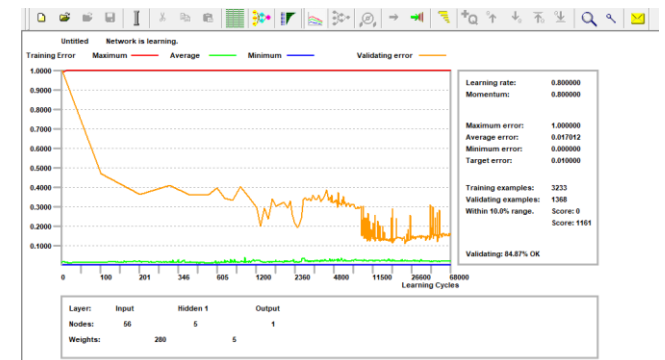 Untitled Network is learning.
Training Error Maximum Average Minimum Validating error
1.0000
0.9000
0.8000
0.7000
0.6000
0.5000
0.4000
0.3000
0.2000
0.1000
0 100 201 346 605 1200 2360 4800 11500 26600 68000
Learning Cycles
Learning rate: 0.800000
Momentum: 0.800000
Maximum error: 1.000000
Average error: 0.017012
Minimum error: 0.000000
Target error: 0.010000
Training examples: 3233
Validating examples: 1368
Within 10.0% range. Score: 0
Score: 1161
Validating: 84.87% OK
Layer: Input Hidden 1 Output
Nodes: 56 5 1
Weights: 280 5